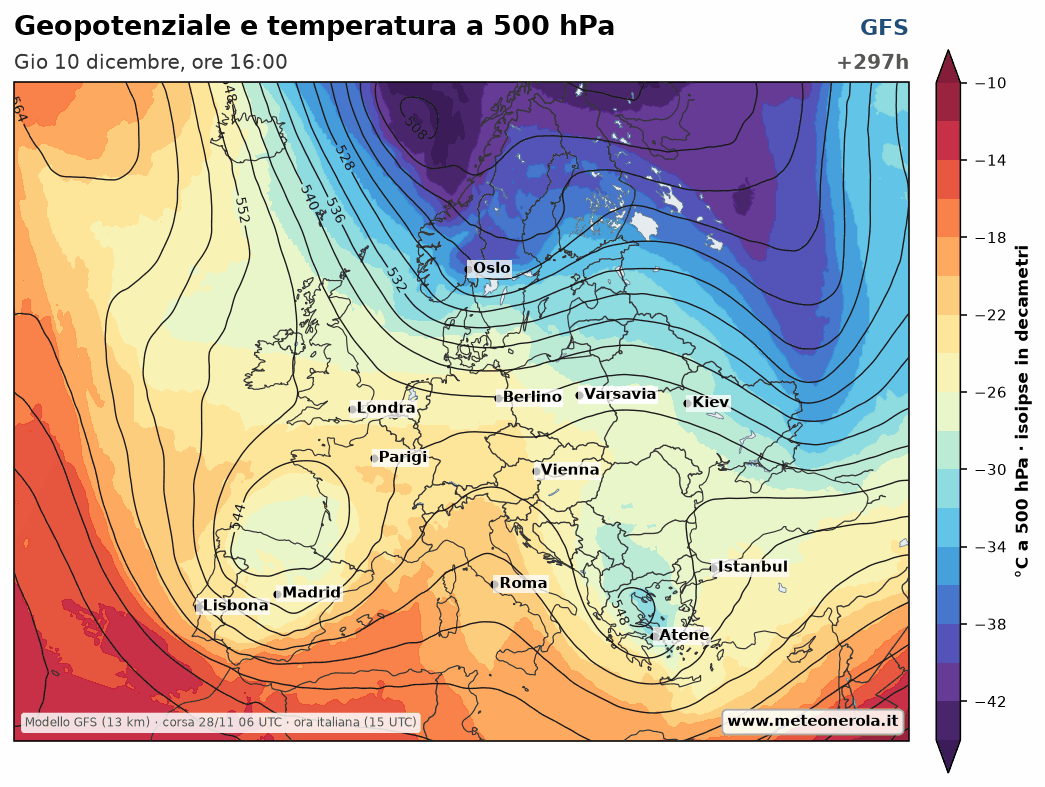 Geopotenziale e temperatura a 500 hPa
GFS
Gio 10 dicembre, ore 16:00
+297h
564
548
508
528
552
540
536
532
Oslo
Londra
Berlino
Varsavia
Kiev
Parigi
Vienna
544
Istanbul
Lisbona
Madrid
Roma
548
Atene
Modello GFS (13 km) · corsa 28/11 06 UTC · ora italiana (15 UTC)
www.meteonerola.it
−10
−14
−18
−22
−26
−30
−34
−38
−42
°C a 500 hPa · isoipse in decametri